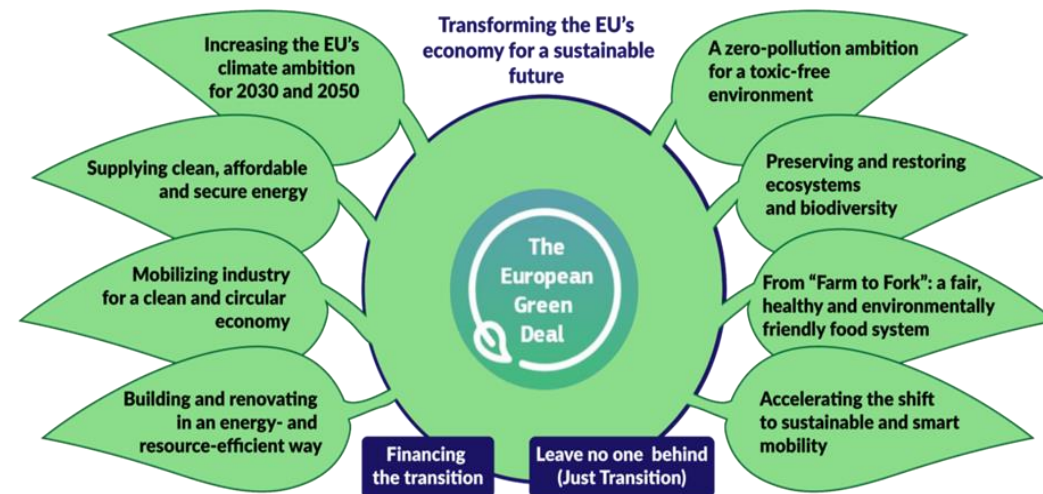 Transforming the EU's
economy for a sustainable
future
Increasing the EU's
climate ambition
for 2030 and 2050
Supplying clean, affordable
and secure energy
Mobilizing industry
for a clean and circular
economy
Building and renovating
in an energy- and
resource-efficient way
The
European
Green
Deal
A zero-pollution ambition
for a toxic-free
environment
Preserving and restoring
ecosystems
and biodiversity
From “Farm to Fork”: a fair,
healthy and environmentally
friendly food system
Accelerating the shift
to sustainable and smart
mobility
Financing
the transition
Leave no one behind
(Just Transition)